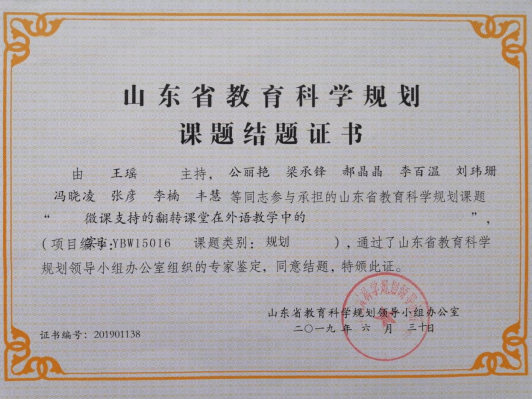 山东省教育科学规划
课题结题证书
由 王瑶 主持, 公丽艳 梁承锋 郝晶晶 李百温 刘玮珊
冯晓凌 张彦 李楠 丰慧 等同志参与承担的山东省教育科学规划课题
“ 微课支持的翻转课堂在外语教学中的 ”,
(项目编号:YBW15016 课题类别: 规划 ),通过了山东省教育科学
规划领导小组办公室组织的专家鉴定,同意结题,特颁此证。
山东省教育科学规划领导小组办公室
二〇一九 年 六 月 三十日
证书编号: 201901138